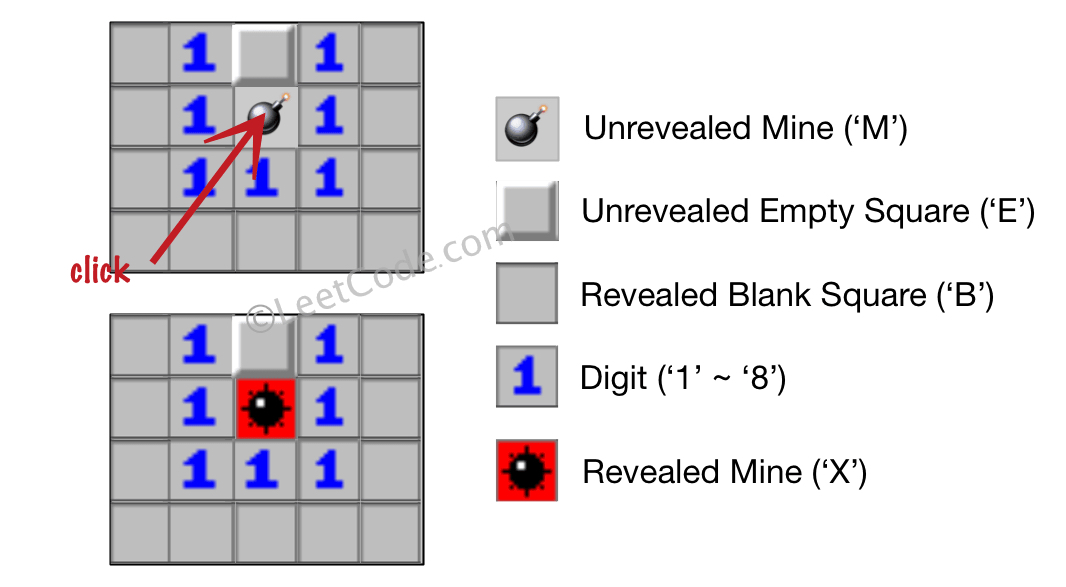 1 1
1 1
1 1 1
click
1 1
1 1
1 1 1
©LeetCode.com
Unrevealed Mine (‘M’)
Unrevealed Empty Square (‘E’)
Revealed Blank Square (‘B’)
1 Digit (‘1’ ~ ‘8’)
Revealed Mine (‘X’)